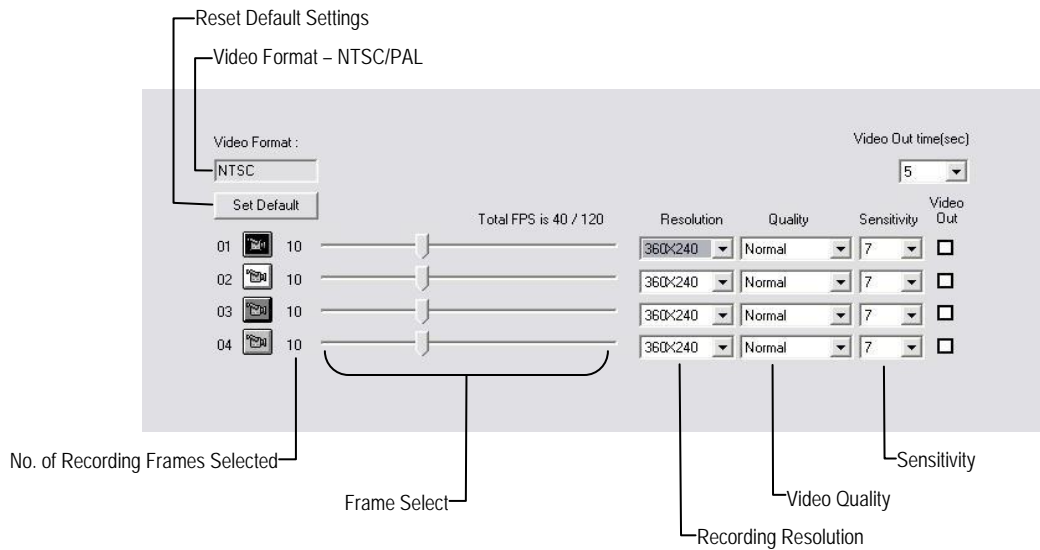 Reset Default Settings
Video Format – NTSC/PAL
Video Format :
Video Out time(sec)
NTSC
5
Set Default
Total FPS is 40 / 120
Resolution
Quality
Sensitivity
Video Out
01 10 360X240 Normal 7
02 10 360X240 Normal 7
03 10 360X240 Normal 7
04 10 360X240 Normal 7
No. of Recording Frames Selected
Sensitivity
Frame Select
Video Quality
Recording Resolution